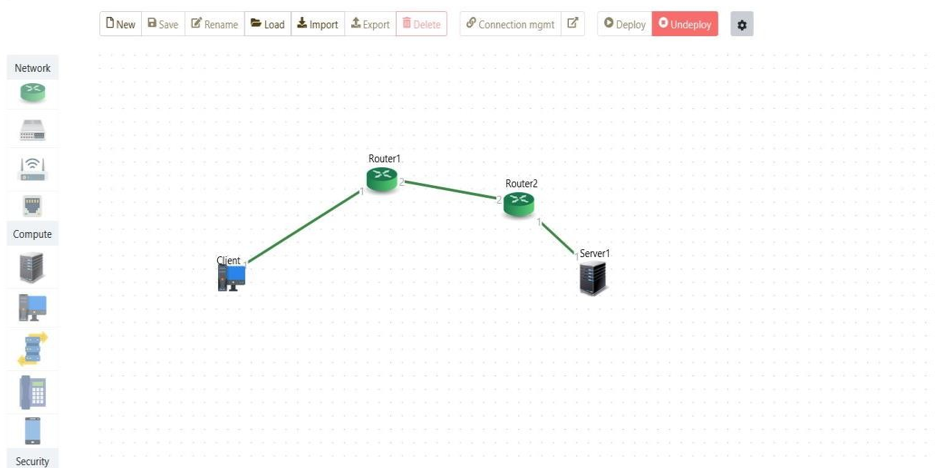 New Save Rename Load Import Export Delete Connection mgmt Deploy Undeploy
Network
Router1
1 2
Router2
2
1
Compute
Client 1
1 Server1
Security